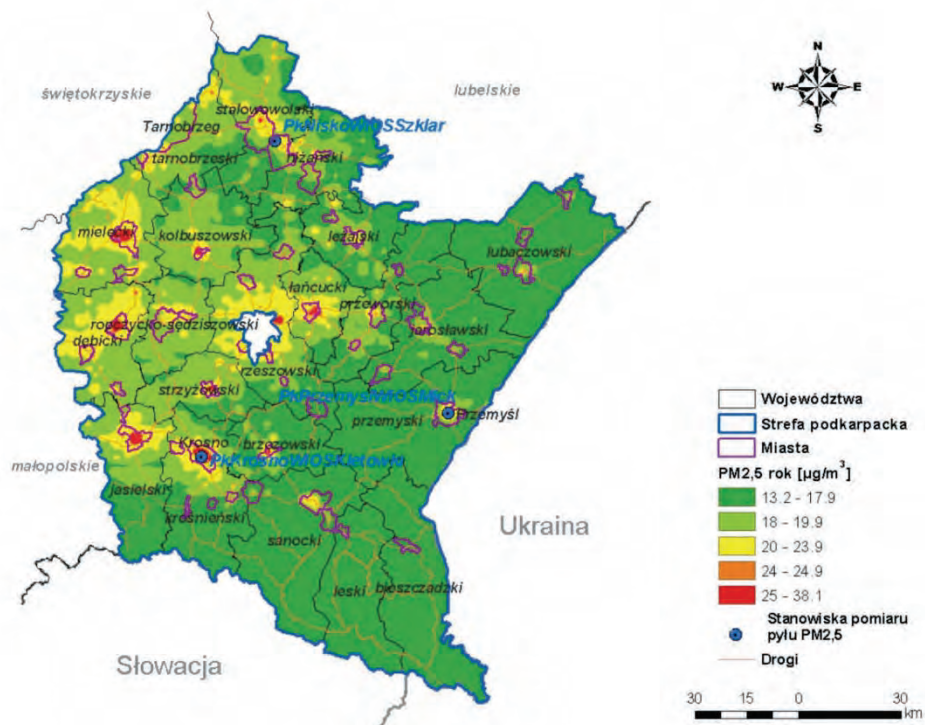 N
W E
S
świętokrzyskie
lubelskie
stalowowolski
Tarnobrzeg
PkNiskoWIOSSzklar
niżański
tarnobrzeski
mielecki
kolbuszowski
leżajski
lubaczowski
łańcucki
przeworski
ropczycko-sędziszowski
jarosławski
dębicki
rzeszowski
strzyżowski
PkPrzemyslWIOSMick
przemyski
Przemyśl
Krosno
brzozowski
PkKrosnoWIOSKletowki
małopolskie
jasielski
krośnieński
sanocki
Ukraina
leski
bieszczadzki
Słowacja
Województwa
Strefa podkarpacka
Miasta
PM2,5 rok [µg/m³]
13.2 - 17.9
18 - 19.9
20 - 23.9
24 - 24.9
25 - 38.1
Stanowiska pomiaru
pyłu PM2,5
Drogi
30 15 0 30
km